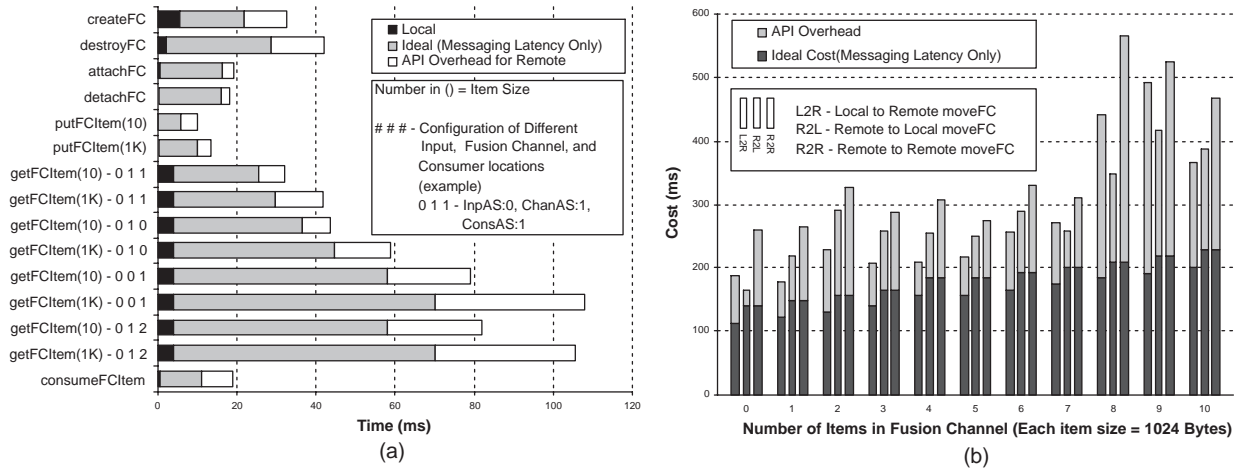 createFC
destroyFC
attachFC
detachFC
putFCItem(10)
putFCItem(1K)
getFCItem(10) - 0 1 1
getFCItem(1K) - 0 1 1
getFCItem(10) - 0 1 0
getFCItem(1K) - 0 1 0
getFCItem(10) - 0 0 1
getFCItem(1K) - 0 0 1
getFCItem(10) - 0 1 2
getFCItem(1K) - 0 1 2
consumeFCItem
Local
Ideal (Messaging Latency Only)
API Overhead for Remote
Number in () = Item Size
# # # - Configuration of Different
Input, Fusion Channel, and
Consumer locations
(example)
0 1 1 - InpAS:0, ChanAS:1,
ConsAS:1
0 20 40 60 80 100 120
Time (ms)
(a)
600
500
400
300
200
100
0
Cost (ms)
API Overhead
Ideal Cost(Messaging Latency Only)
L2R
R2L
R2R
L2R - Local to Remote moveFC
R2L - Remote to Local moveFC
R2R - Remote to Remote moveFC
0 1 2 3 4 5 6 7 8 9 10
Number of Items in Fusion Channel (Each item size = 1024 Bytes)
(b)